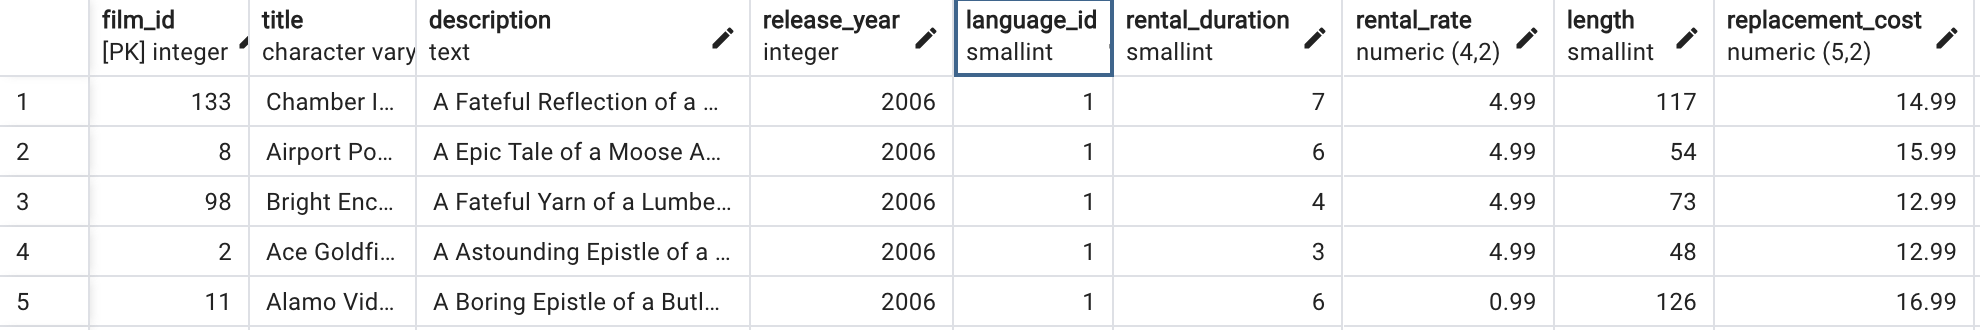 film_id title description release_year language_id rental_duration rental_rate length replacement_cost
[PK] integer character vary text integer smallint smallint numeric (4,2) smallint numeric (5,2)
1 133 Chamber I... A Fateful Reflection of a ... 2006 1 7 4.99 117 14.99
2 8 Airport Po... A Epic Tale of a Moose A... 2006 1 6 4.99 54 15.99
3 98 Bright Enc... A Fateful Yarn of a Lumbe... 2006 1 4 4.99 73 12.99
4 2 Ace Goldfi... A Astounding Epistle of a ... 2006 1 3 4.99 48 12.99
5 11 Alamo Vid... A Boring Epistle of a Butl... 2006 1 6 0.99 126 16.99